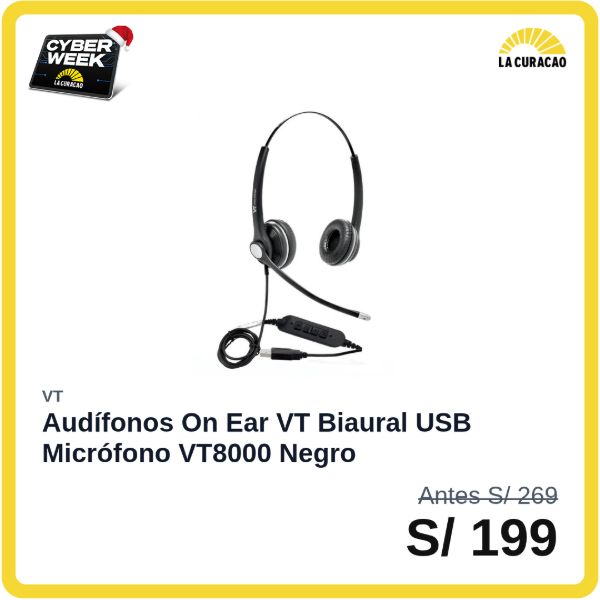 CYBER
WEEK
LA CURACAO
LA CURACAO
VT
Audífonos On Ear VT Biaural USB
Micrófono VT8000 Negro
Antes S/ 269
S/ 199